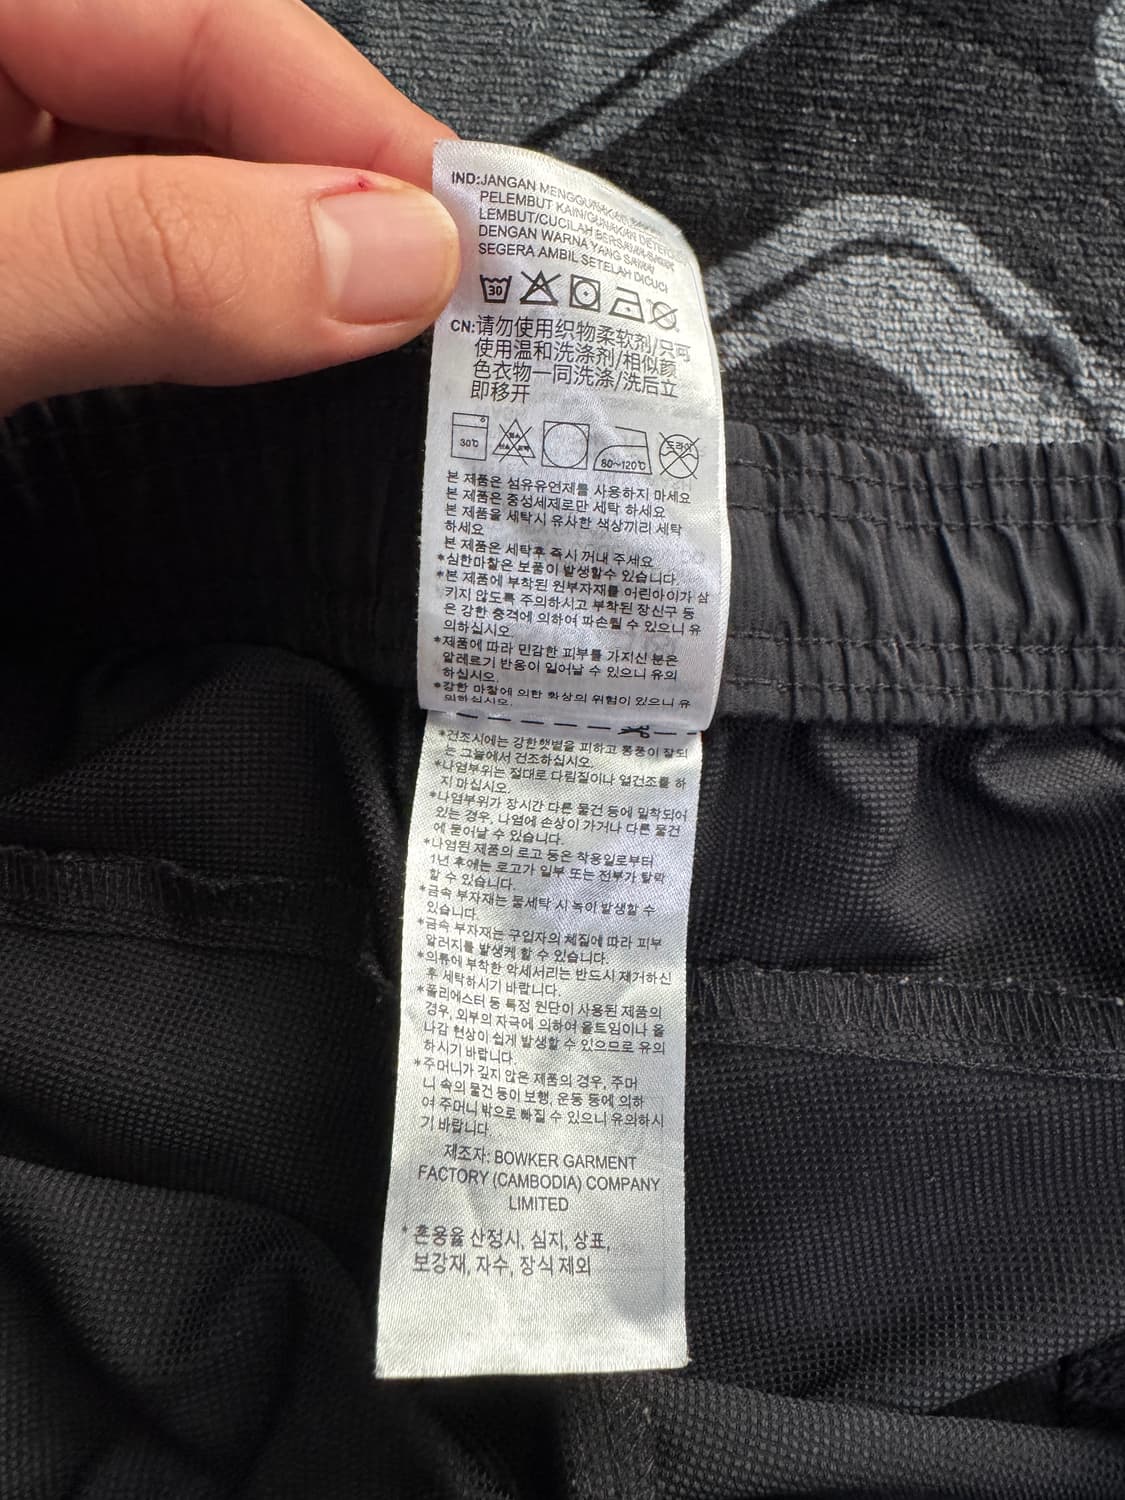 IND:JANGAN MENGGUNAKAN
PELEMBUT KAIN/GUNAKAN DETERJEN
LEMBUT/CUCILAH BERSAMA-SAMA
DENGAN WARNA YANG SAMA/
SEGERA AMBIL SETELAH DICUCI
30
CN:请勿使用织物柔软剂/只可
使用温和洗涤剂/相似颜
色衣物一同洗涤/洗后立
即移开
30℃ 80~120℃ 드라이
본 제품은 섬유유연제를 사용하지 마세요
본 제품은 중성세제로만 세탁 하세요
본 제품을 세탁시 유사한 색상끼리 세탁
하세요
본 제품은 세탁후 즉시 꺼내 주세요
*심한마찰은 보풀이 발생할수 있습니다.
*본 제품에 부착된 원부자재를 어린아이가 삼
키지 않도록 주의하시고 부착된 장신구 등
은 강한 충격에 의하여 파손될 수 있으니 유
의하십시오
*제품에 따라 민감한 피부를 가지신 분은
알레르기 반응이 일어날 수 있으니 유의
하십시오.
*강한 마찰에 의한 화상의 위험이 있으니 유
의하십시오.
*건조시에는 강한햇볕을 피하고 통풍이 잘되
는 그늘에서 건조하십시오.
*나염부위는 절대로 다림질이나 열건조를 하
지 마십시오.
*나염부위가 장시간 다른 물건 등에 밀착되어
있는 경우, 나염에 손상이 가거나 다른 물건
에 묻어날 수 있습니다.
*나염된 제품의 로고 등은 착용일로부터
1년 후에는 로고가 일부 또는 전부가 탈락
할 수 있습니다.
*금속 부자재는 물세탁 시 녹이 발생할 수
있습니다.
*금속 부자재는 구입자의 체질에 따라 피부
알러지를 발생케 할 수 있습니다.
*의류에 부착한 악세서리는 반드시 제거하신
후 세탁하시기 바랍니다.
*폴리에스터 등 특정 원단이 사용된 제품의
경우, 외부의 자극에 의하여 올트임이나 올
나감 현상이 쉽게 발생할 수 있으므로 유의
하시기 바랍니다.
*주머니가 깊지 않은 제품의 경우, 주머
니 속의 물건 등이 보행, 운동 등에 의하
여 주머니 밖으로 빠질 수 있으니 유의하시
기 바랍니다.
제조자: BOWKER GARMENT
FACTORY (CAMBODIA) COMPANY
LIMITED
* 혼용율 산정시, 심지, 상표,
보강재, 자수, 장식 제외